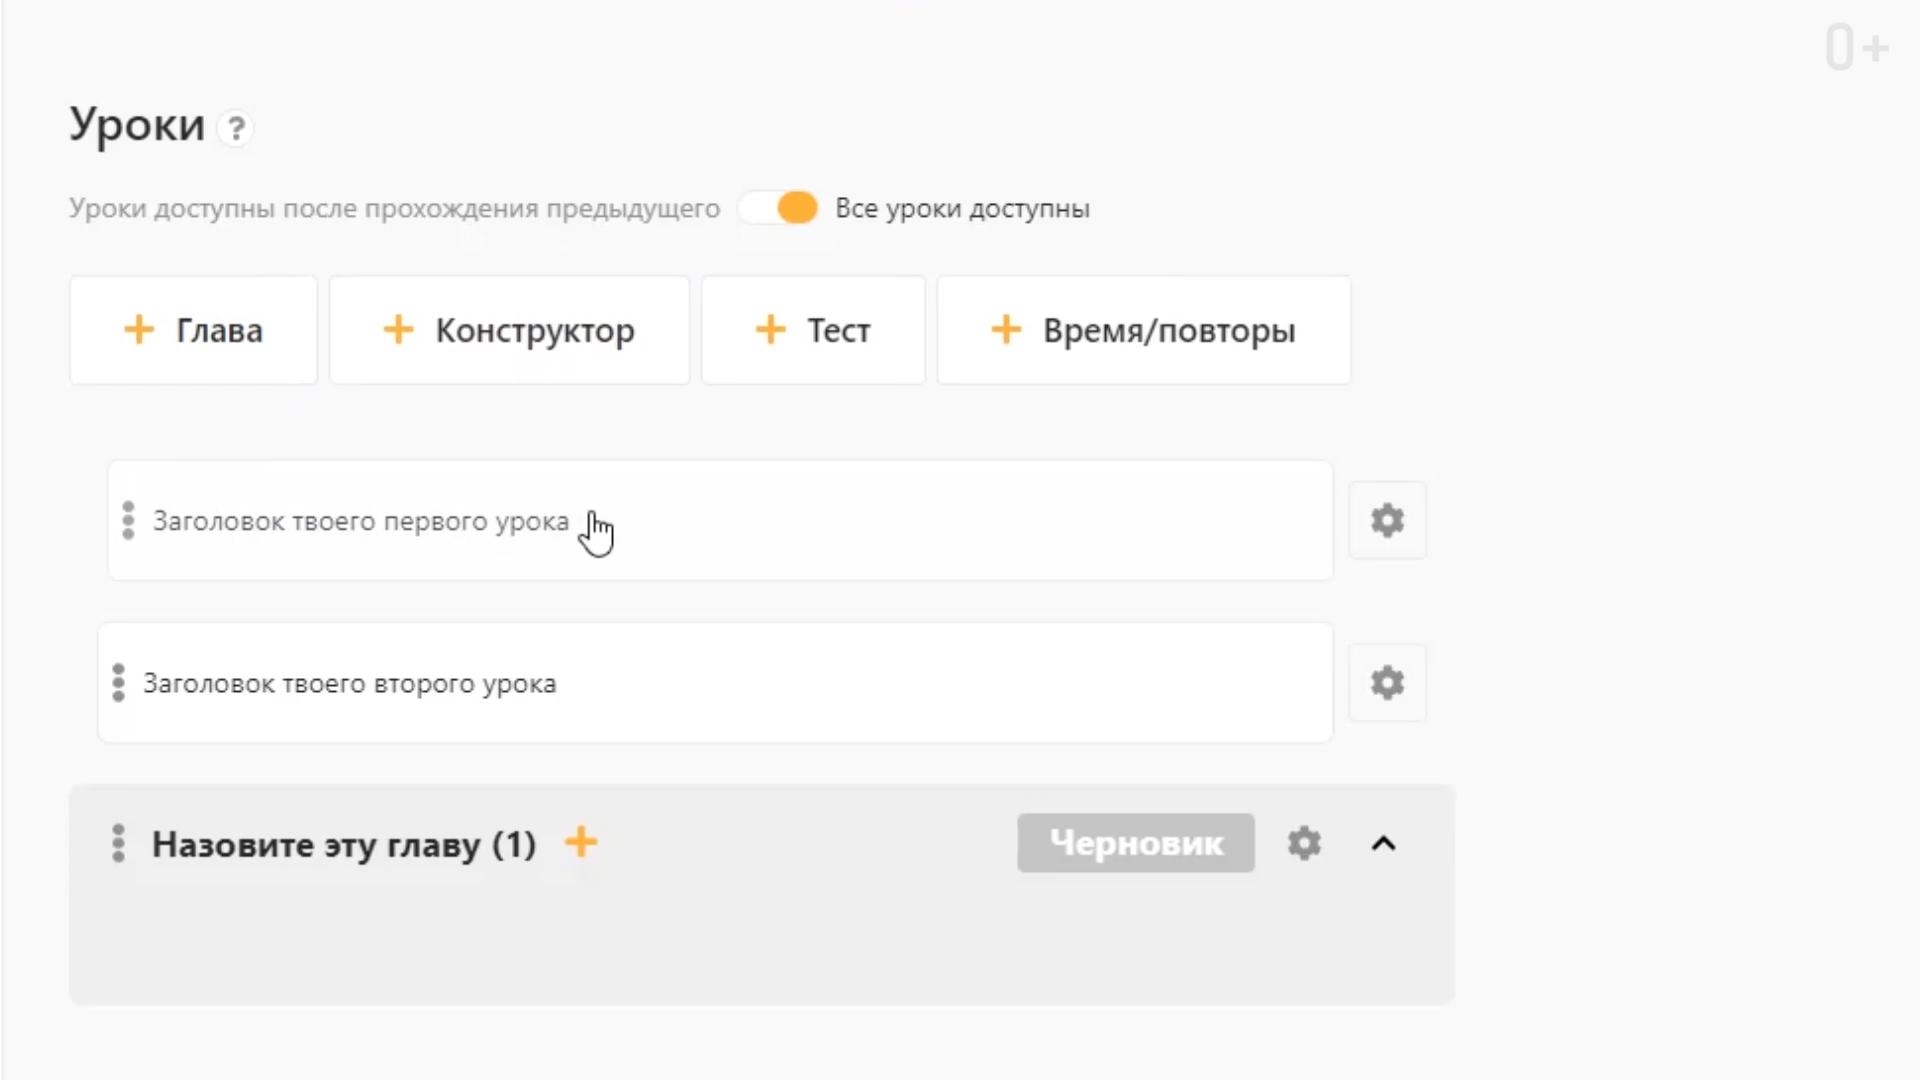 0+
Уроки ?
Уроки доступны после прохождения предыдущего Все уроки доступны
+ Глава + Конструктор + Тест + Время/повторы
Заголовок твоего первого урока
Заголовок твоего второго урока
Назовите эту главу (1) + Черновик